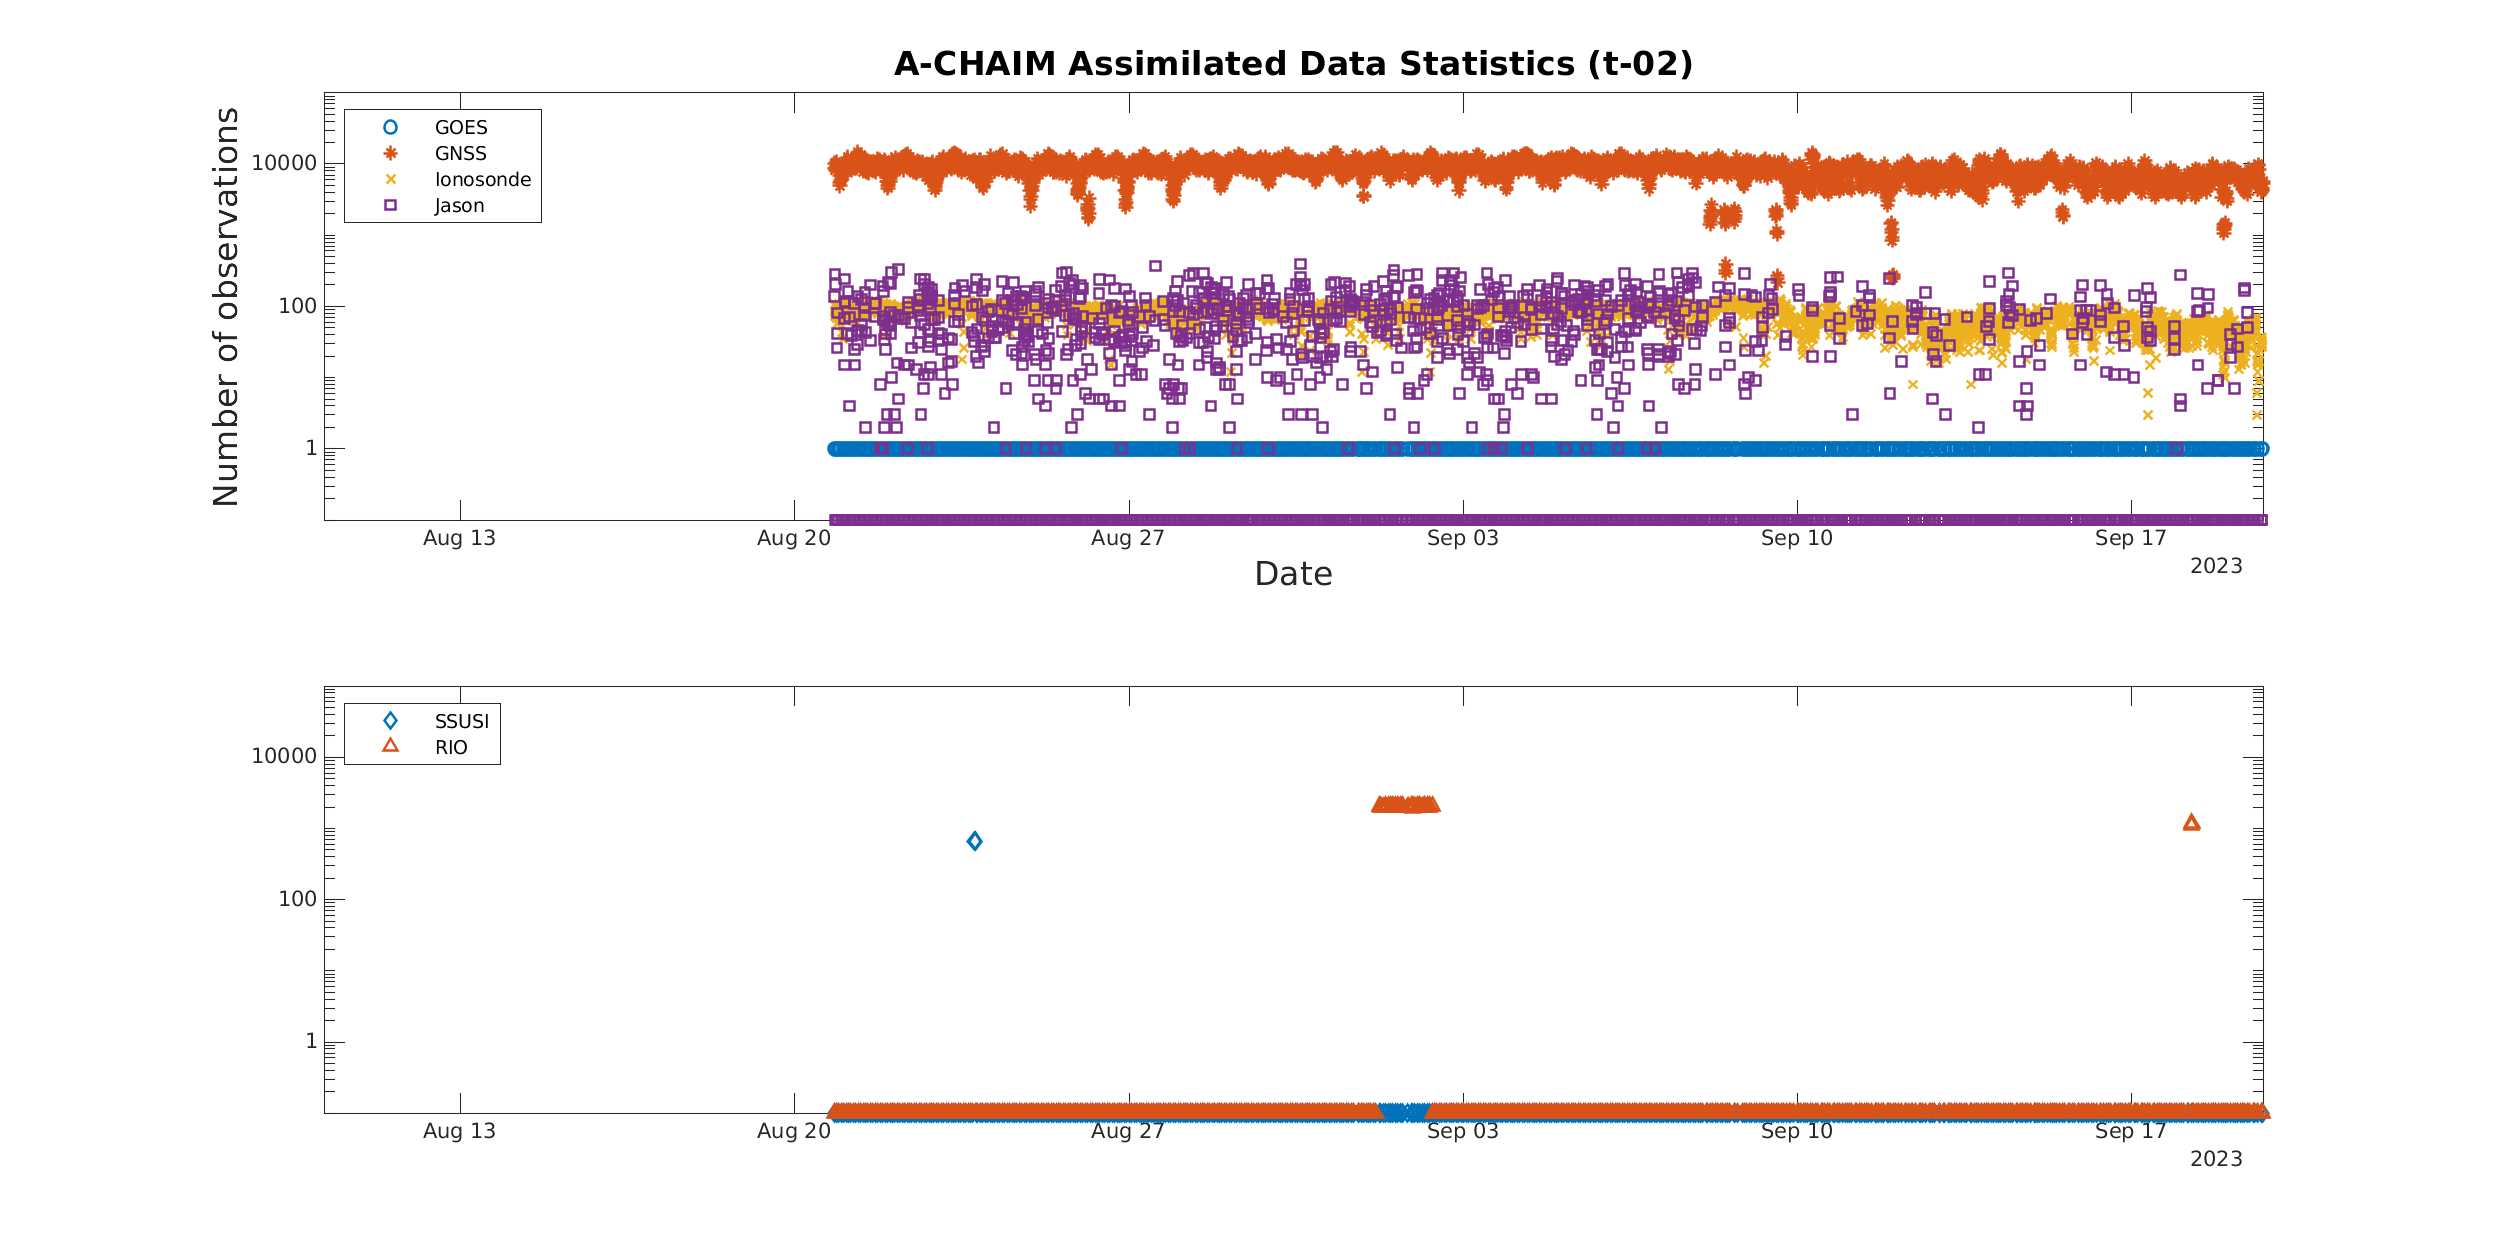 A-CHAIM Assimilated Data Statistics (t-02)
Number of observations
GOES
GNSS
Ionosonde
Jason
10000
100
1
Aug 13 Aug 20 Aug 27 Sep 03 Sep 10 Sep 17
2023
Date
SSUSI
RIO
10000
100
1
Aug 13 Aug 20 Aug 27 Sep 03 Sep 10 Sep 17
2023